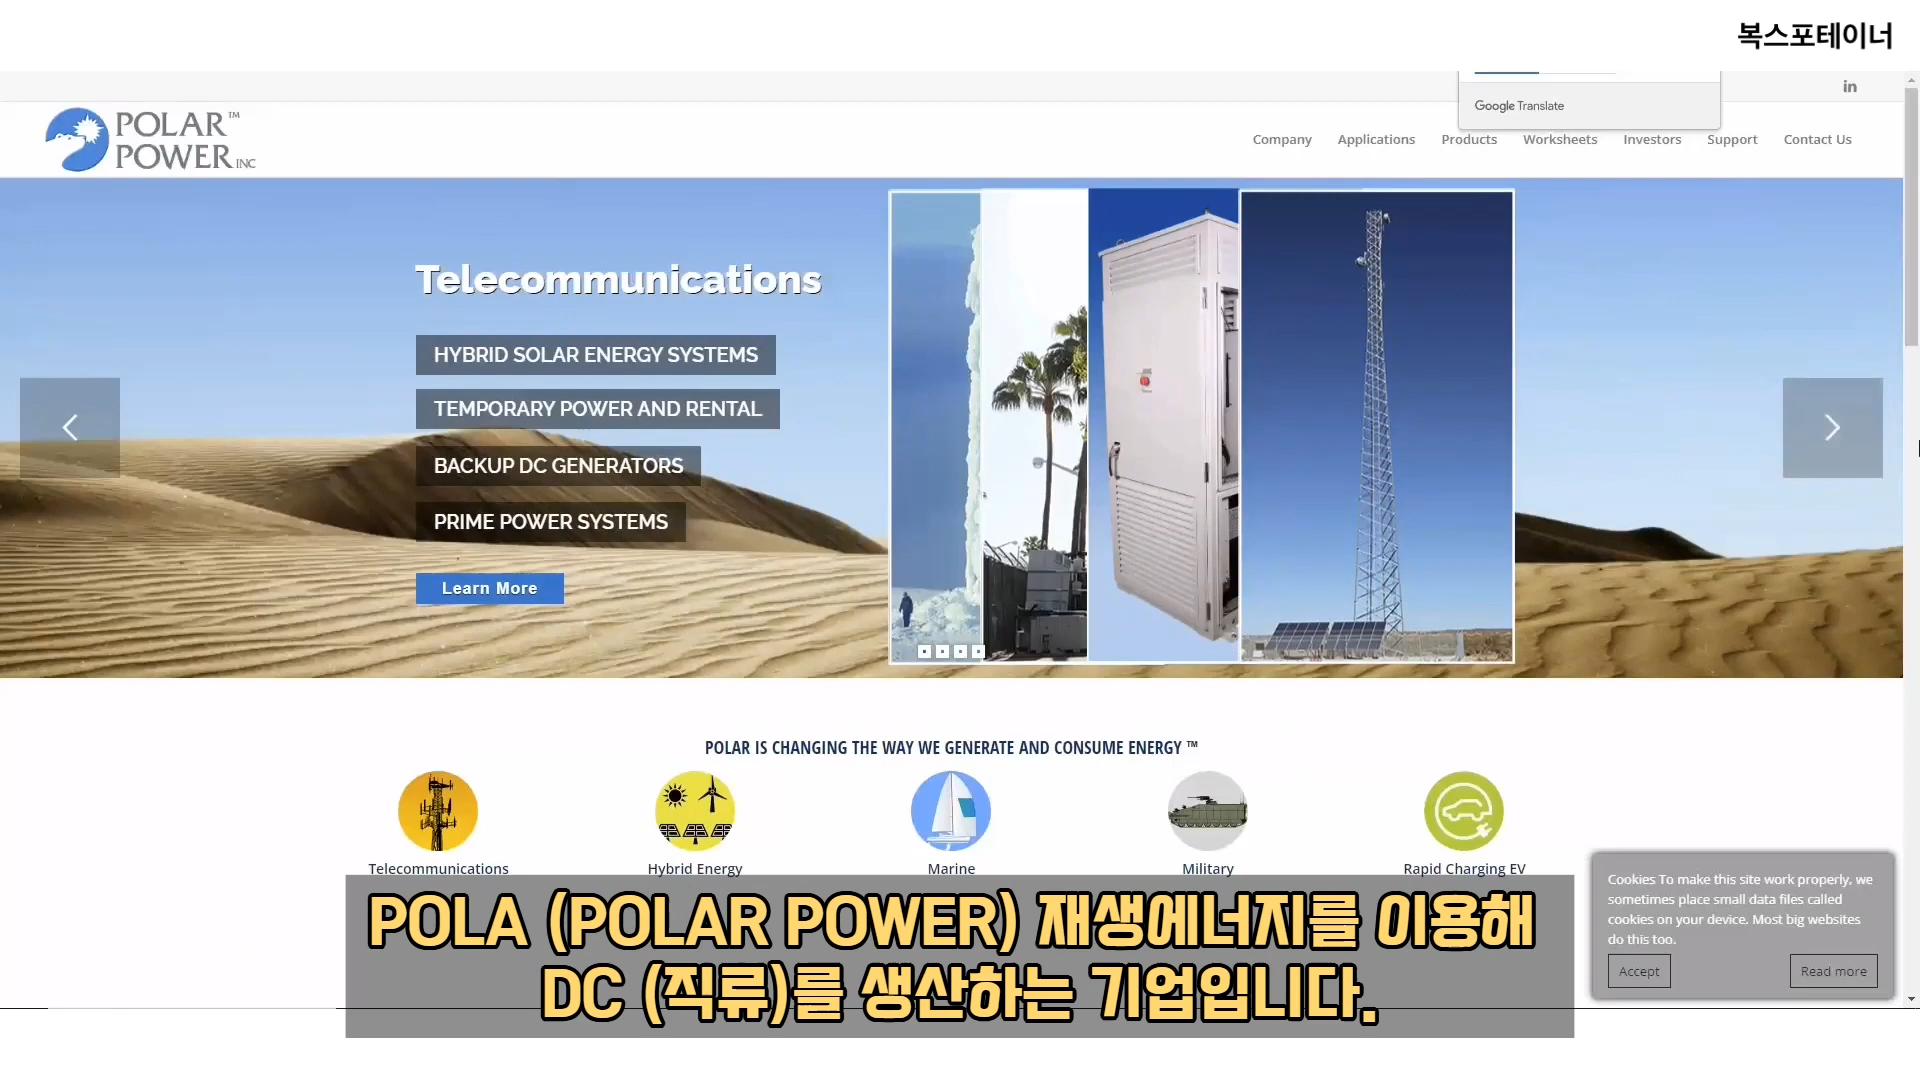 복스포테이너
in
Google Translate
POLAR™
POWER INC
Company Applications Products Worksheets Investors Support Contact Us
Telecommunications
HYBRID SOLAR ENERGY SYSTEMS
TEMPORARY POWER AND RENTAL
BACKUP DC GENERATORS
PRIME POWER SYSTEMS
Learn More
POLAR IS CHANGING THE WAY WE GENERATE AND CONSUME ENERGY ™
Telecommunications Hybrid Energy Marine Military Rapid Charging EV
Cookies To make this site work properly, we
sometimes place small data files called
cookies on your device. Most big websites
do this too.
Accept Read more
POLA (POLAR POWER) 재생에너지를 이용해
DC (직류)를 생산하는 기업입니다.